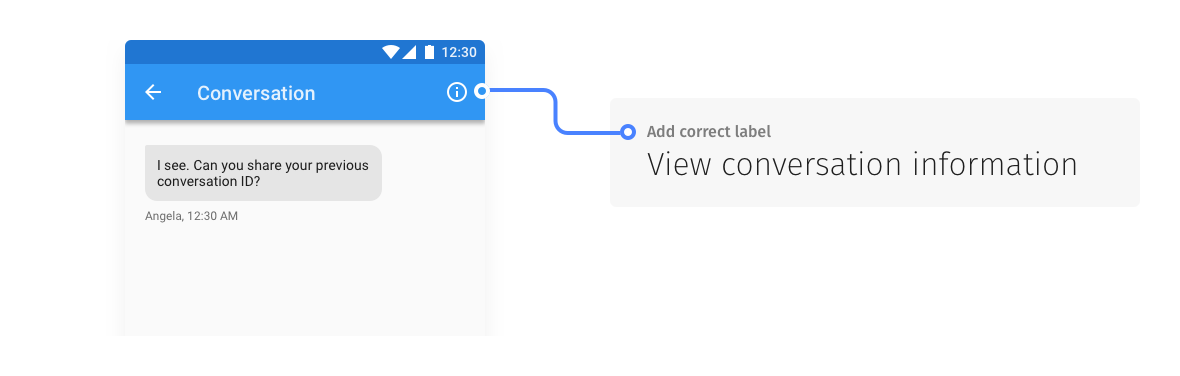 12:30
Conversation
I see. Can you share your previous
conversation ID?
Angela, 12:30 AM
Add correct label
View conversation information